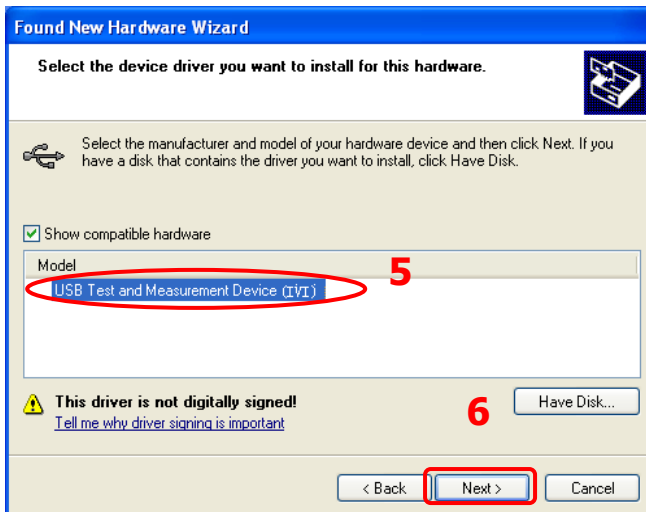 Found New Hardware Wizard
Select the device driver you want to install for this hardware.
Select the manufacturer and model of your hardware device and then click Next. If you
have a disk that contains the driver you want to install, click Have Disk.
Show compatible hardware
Model
5
USB Test and Measurement Device (IVI)
This driver is not digitally signed!
Tell me why driver signing is important
6
Have Disk...
< Back
Next >
Cancel